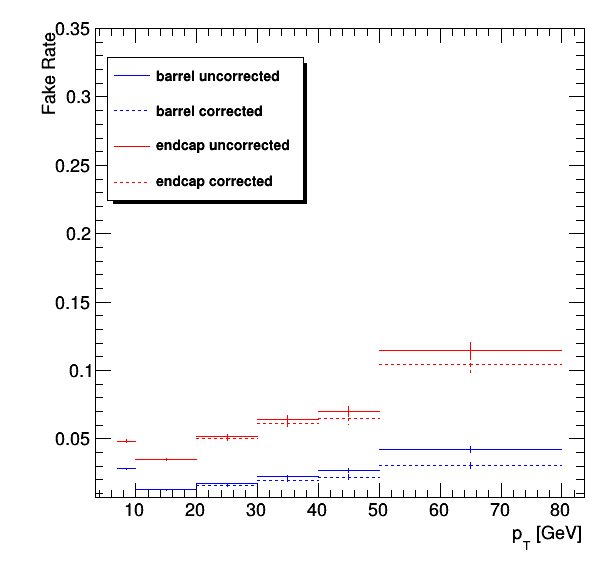 Fake Rate
0.35
0.3
0.25
0.2
0.15
0.1
0.05
barrel uncorrected
barrel corrected
endcap uncorrected
endcap corrected
10 20 30 40 50 60 70 80
p_T [GeV]